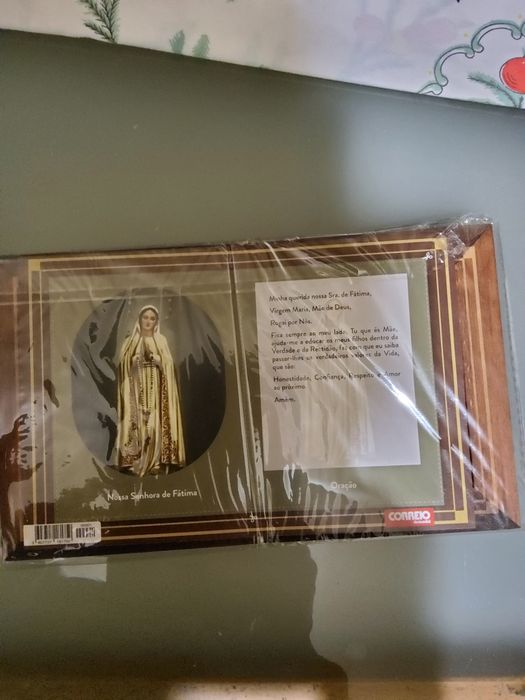 Minha querida nossa Sra. de Fátima,
Virgem Maria, Mãe de Deus,
Rogai por Nós.
Fica sempre ao meu lado. Tu que és Mãe,
ajuda-me a educar os meus filhos dentro da
Verdade e da Rectidão, faz com que eu saiba
passar-lhes os verdadeiros valores da Vida,
que são:
Honestidade, Confiança, Respeito e Amor
ao próximo.
Amém.
Nossa Senhora de Fátima
Oração
CORREIO